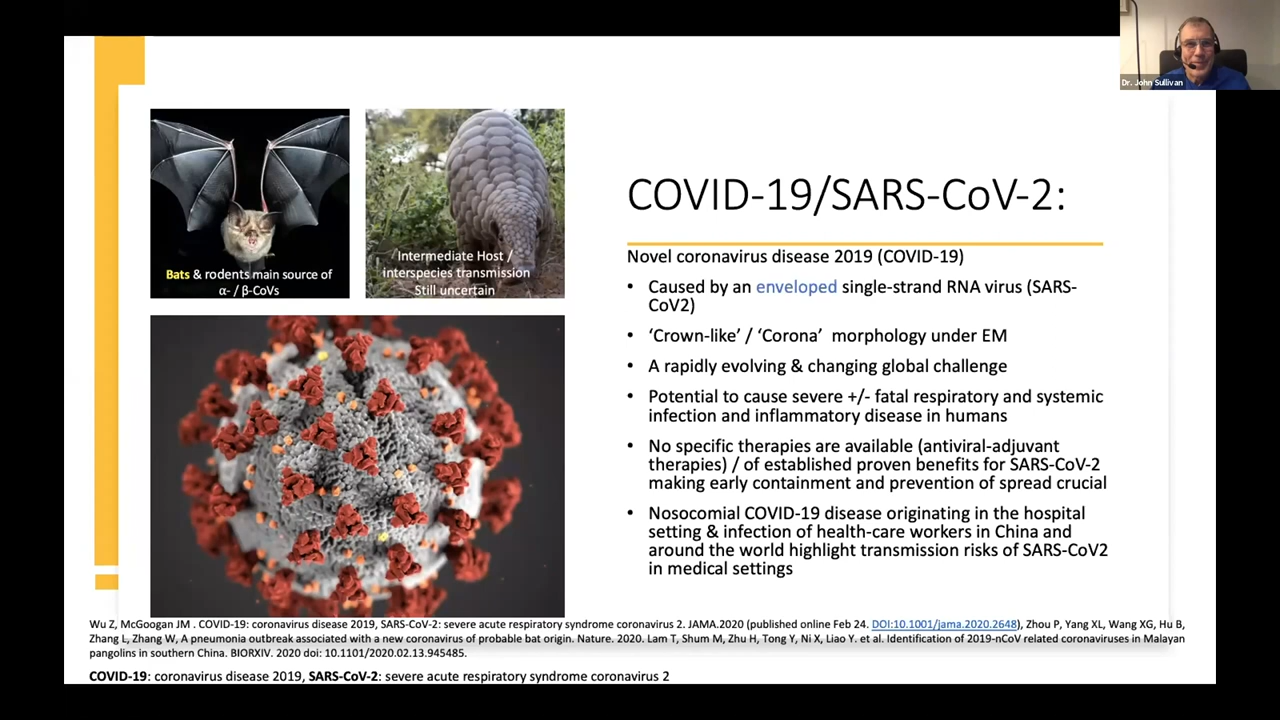 Dr. John Sullivan
Bats & rodents main source of
α- / β-CoVs
Intermediate Host /
interspecies transmission
Still uncertain
COVID-19/SARS-CoV-2:
Novel coronavirus disease 2019 (COVID-19)
• Caused by an enveloped single-strand RNA virus (SARS-
CoV2)
• ‘Crown-like’ / ‘Corona’ morphology under EM
• A rapidly evolving & changing global challenge
• Potential to cause severe +/- fatal respiratory and systemic
infection and inflammatory disease in humans
• No specific therapies are available (antiviral-adjuvant
therapies) / of established proven benefits for SARS-CoV-2
making early containment and prevention of spread crucial
• Nosocomial COVID-19 disease originating in the hospital
setting & infection of health-care workers in China and
around the world highlight transmission risks of SARS-CoV2
in medical settings
Wu Z, McGoogan JM . COVID-19: coronavirus disease 2019, SARS-CoV-2: severe acute respiratory syndrome coronavirus 2. JAMA.2020 (published online Feb 24. DOI:10.1001/jama.2020.2648), Zhou P, Yang XL, Wang XG, Hu B,
Zhang L, Zhang W, A pneumonia outbreak associated with a new coronavirus of probable bat origin. Nature. 2020. Lam T, Shum M, Zhu H, Tong Y, Ni X, Liao Y. et al. Identification of 2019-nCoV related coronaviruses in Malayan
pangolins in southern China. BIORXIV. 2020 doi: 10.1101/2020.02.13.945485.
COVID-19: coronavirus disease 2019, SARS-CoV-2: severe acute respiratory syndrome coronavirus 2